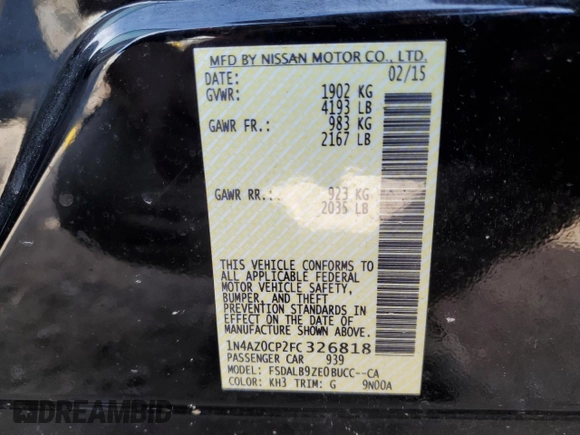 MFD BY NISSAN MOTOR CO., LTD.
DATE: 02/15
GVWR: 1902 KG
4193 LB
GAWR FR.: 983 KG
2167 LB
GAWR RR.: 923 KG
2035 LB
THIS VEHICLE CONFORMS TO
ALL APPLICABLE FEDERAL
MOTOR VEHICLE SAFETY,
BUMPER, AND THEFT
PREVENTION STANDARDS
IN EFFECT ON THE DATE OF
MANUFACTURE SHOWN ABOVE.
1N4AZ0CP2FC326818
PASSENGER CAR 939
MODEL: FSDALB9ZE0BUCC--CA
COLOR: KH3 TRIM: G 9N00A
DREAMBID